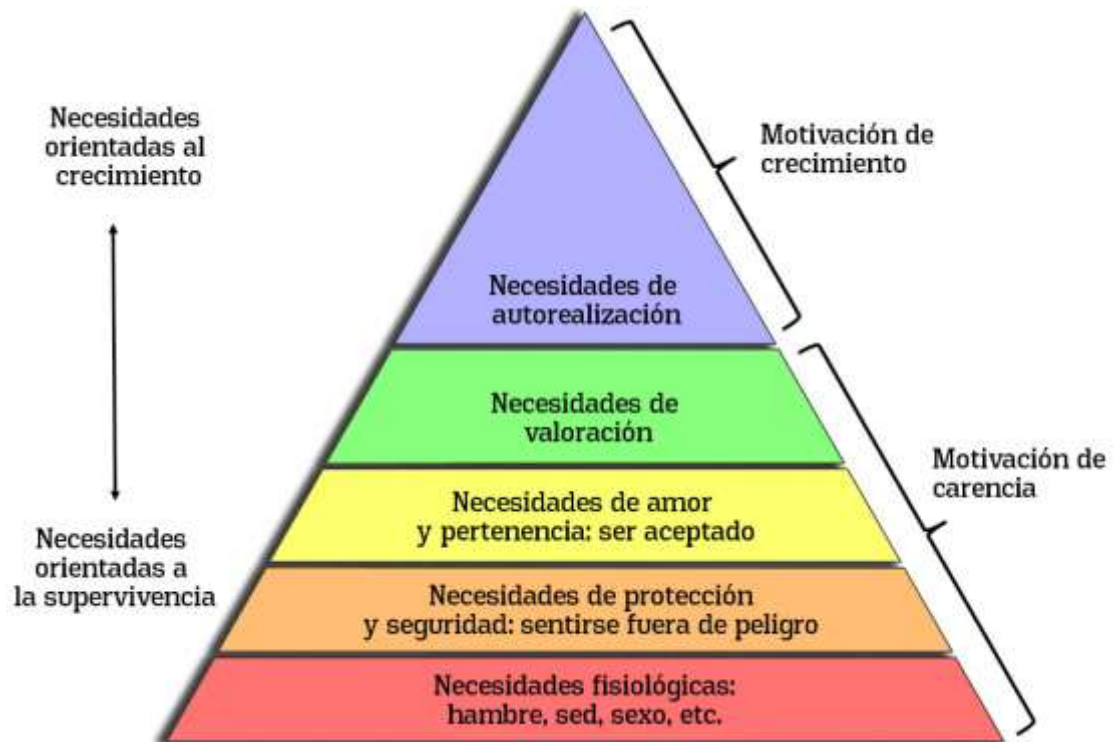 Necesidades
orientadas al
crecimiento
Motivación de
crecimiento
Necesidades de
autorealización
Necesidades de
valoración
Motivación de
carencia
Necesidades de amor
y pertenencia: ser aceptado
Necesidades
orientadas a
la supervivencia
Necesidades de protección
y seguridad: sentirse fuera de peligro
Necesidades fisiológicas:
hambre, sed, sexo, etc.